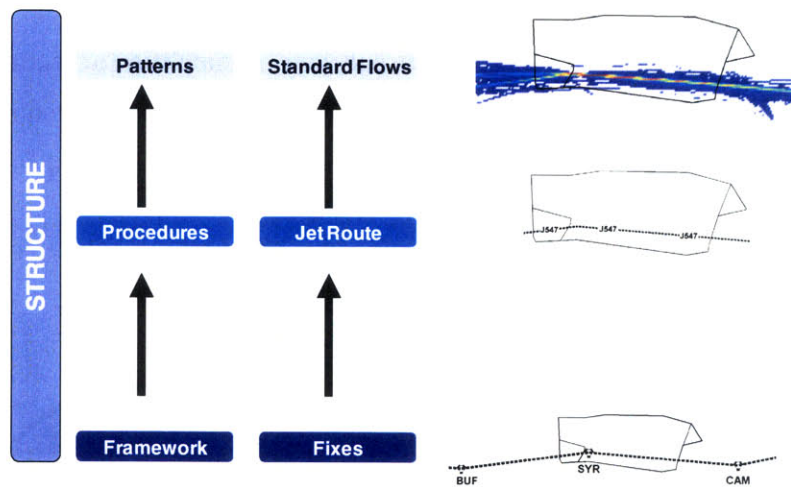 STRUCTURE
Patterns
Standard Flows
Procedures
Jet Route
J547
J547
J547
Framework
Fixes
BUF
SYR
CAM